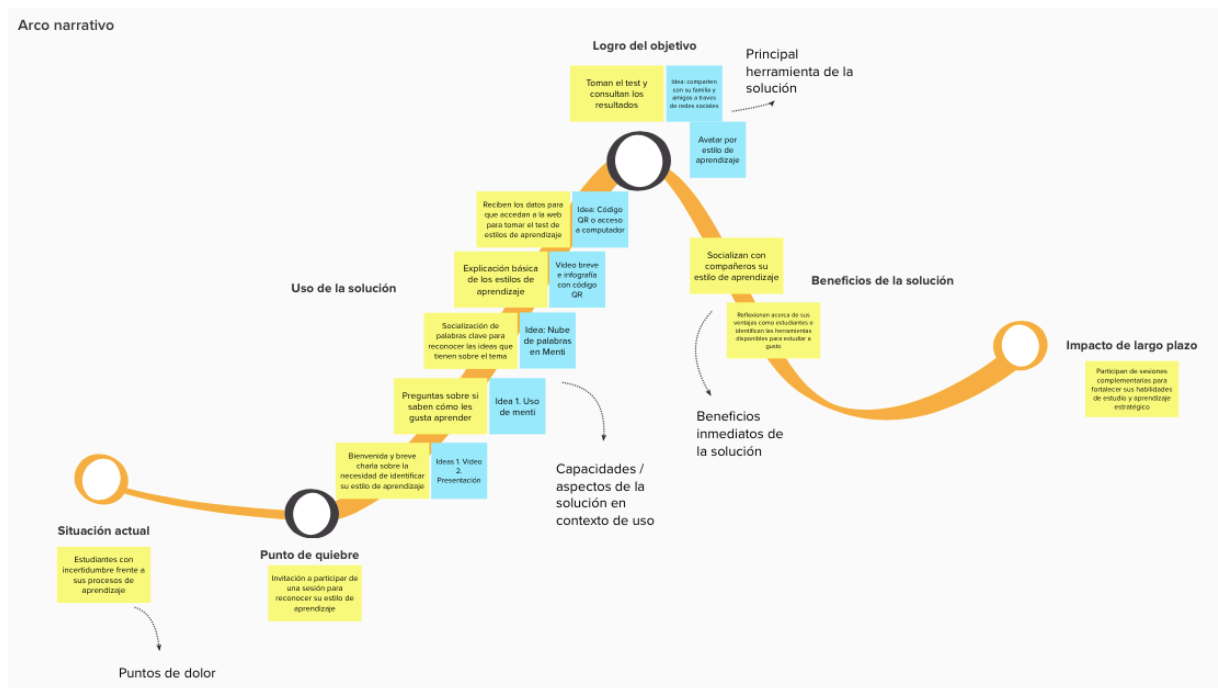 Arco narrativo
Logro del objetivo
Toman el test y
consultan los
resultados
Idea: comparten
con su familia y
amigos a traves
de redes sociales
Principal
herramienta de la
solución
Avatar por
estilo de
aprendizaje
Reciben los datos para
que accedan a la web
para tomar el test de
estilos de aprendizaje
Idea: Código
QR o acceso
a computador
Explicación básica
de los estilos de
aprendizaje
Video breve
e infografía
con código
QR
Uso de la solución
Socialización de
palabras clave para
reconocer las ideas que
tienen sobre el tema
Idea: Nube
de palabras
en Menti
Preguntas sobre si
saben cómo les
gusta aprender
Idea 1. Uso
de menti
Bienvenida y breve
charla sobre la
necesidad de identificar
su estilo de aprendizaje
Ideas 1. Video
2.
Presentación
Capacidades /
aspectos de la
solución en
contexto de uso
Situación actual
Estudiantes con
incertidumbre frente a
sus procesos de
aprendizaje
Puntos de dolor
Punto de quiebre
Invitación a participar de
una sesión para
reconocer su estilo de
aprendizaje
Socializan con
compañeros su
estilo de aprendizaje
Beneficios de la solución
Reflexionan acerca de sus
ventajas como estudiantes e
identifican las herramientas
disponibles para estudiar a
gusto
Beneficios
inmediatos de
la solución
Impacto de largo plazo
Participan de sesiones
complementarias para
fortalecer sus habilidades
de estudio y aprendizaje
estratégico